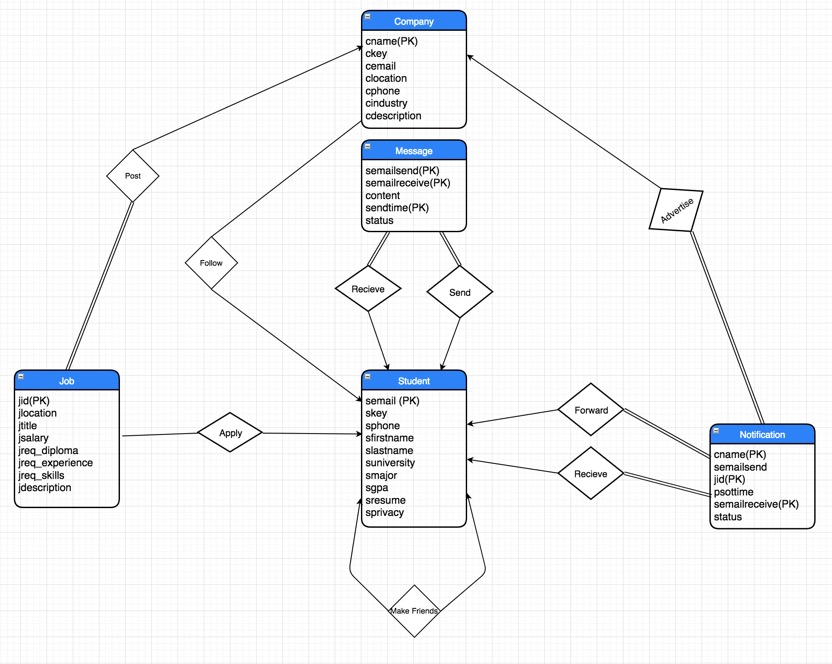 Company
cname(PK)
ckey
cemail
clocation
cphone
cindustry
cdescription
Message
semailsend(PK)
semailreceive(PK)
content
sendtime(PK)
status
Post
Advertise
Follow
Recieve
Send
Job
jid(PK)
jlocation
jtitle
jsalary
jreq_diploma
jreq_experience
jreq_skills
jdescription
Apply
Student
semail (PK)
skey
sphone
sfirstname
slastname
suniversity
smajor
sgpa
sresume
sprivacy
Forward
Recieve
Notification
cname(PK)
semailsend
jid(PK)
psottime
semailreceive(PK)
status
Make Friends